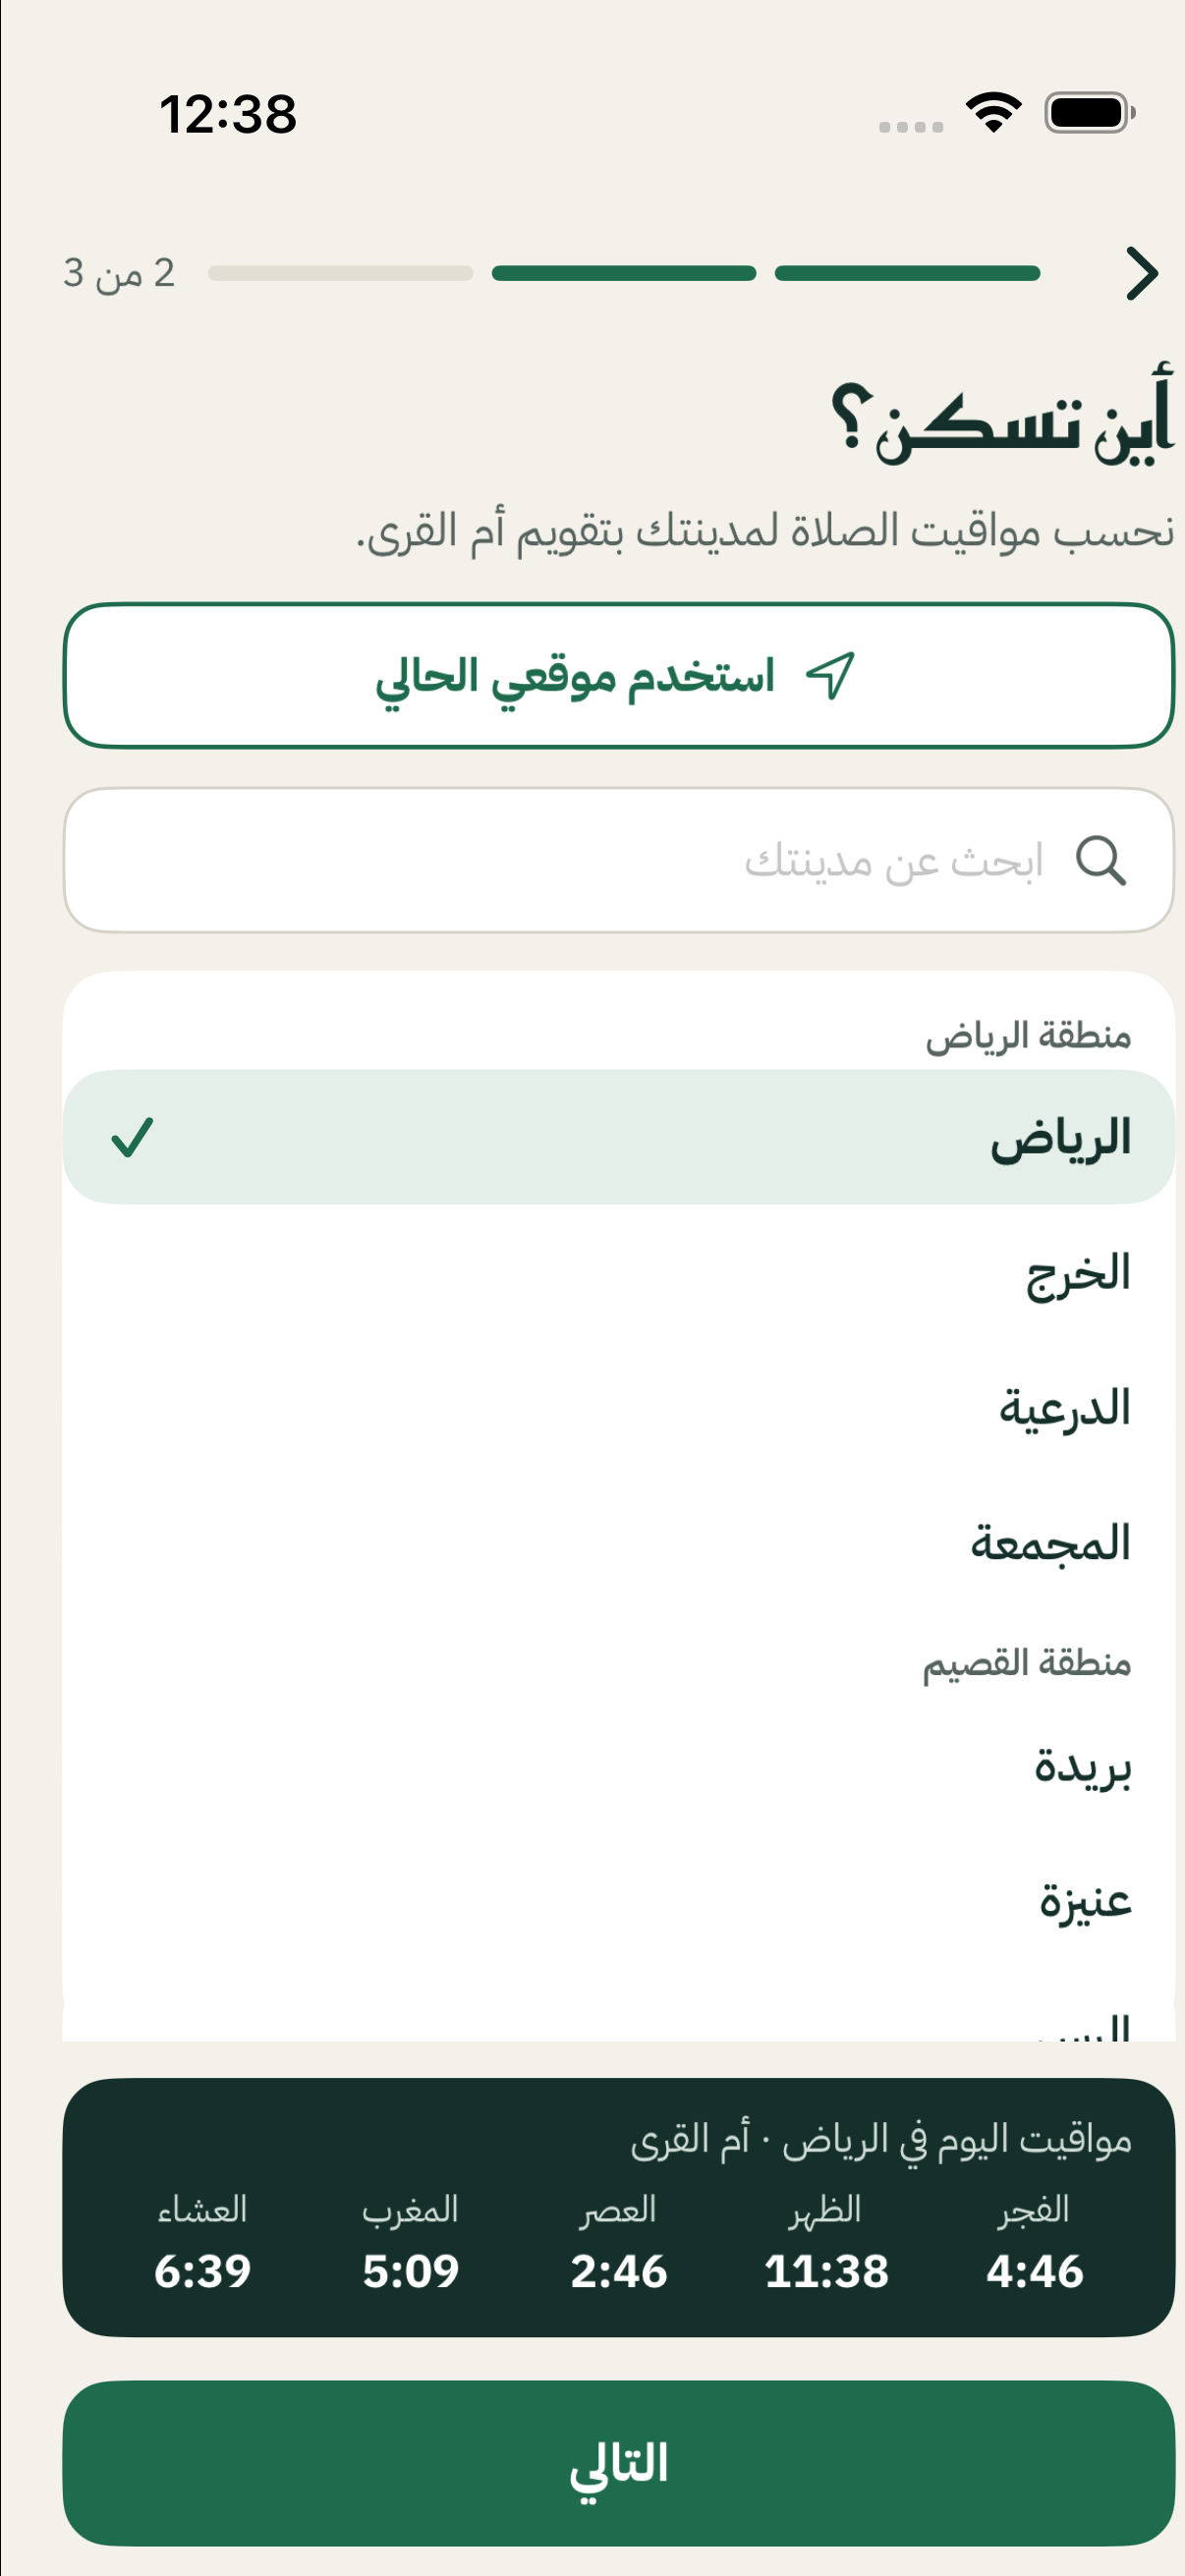 12:38
2 من 3
أين تسكن؟
نحسب مواقيت الصلاة لمدينتك بتقويم أم القرى.
استخدم موقعي الحالي
ابحث عن مدينتك
منطقة الرياض
الرياض
الخرج
الدرعية
المجمعة
منطقة القصيم
بريدة
عنيزة
مواقيت اليوم في الرياض · أم القرى
الفجر الظهر العصر المغرب العشاء
4:46 11:38 2:46 5:09 6:39
التالي